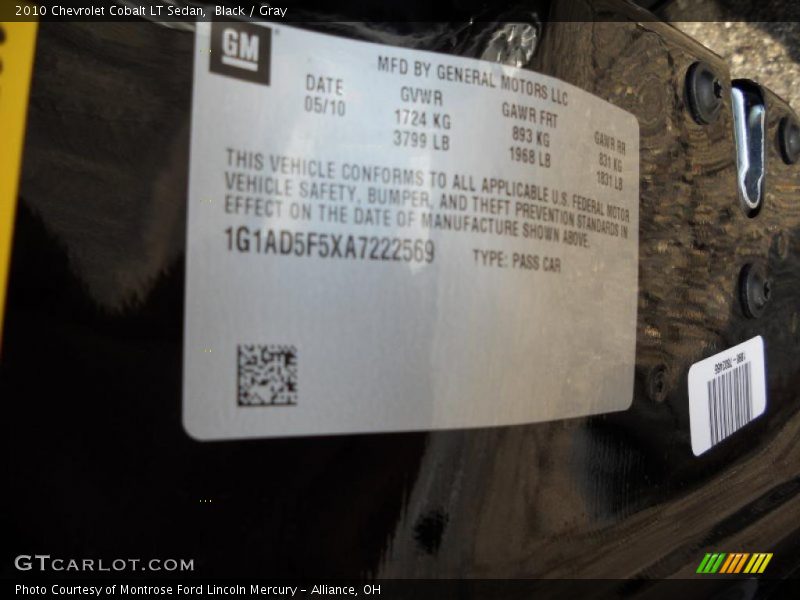 2010 Chevrolet Cobalt LT Sedan, Black / Gray
GM
MFD BY GENERAL MOTORS LLC
DATE GVWR GAWR FRT GAWR RR
05/10 1724 KG 893 KG 831 KG
3799 LB 1968 LB 1831 LB
THIS VEHICLE CONFORMS TO ALL APPLICABLE U.S. FEDERAL MOTOR
VEHICLE SAFETY, BUMPER, AND THEFT PREVENTION STANDARDS IN
EFFECT ON THE DATE OF MANUFACTURE SHOWN ABOVE.
1G1AD5F5XA7222569 TYPE: PASS CAR
GTCARLOT.COM
Photo Courtesy of Montrose Ford Lincoln Mercury - Alliance, OH